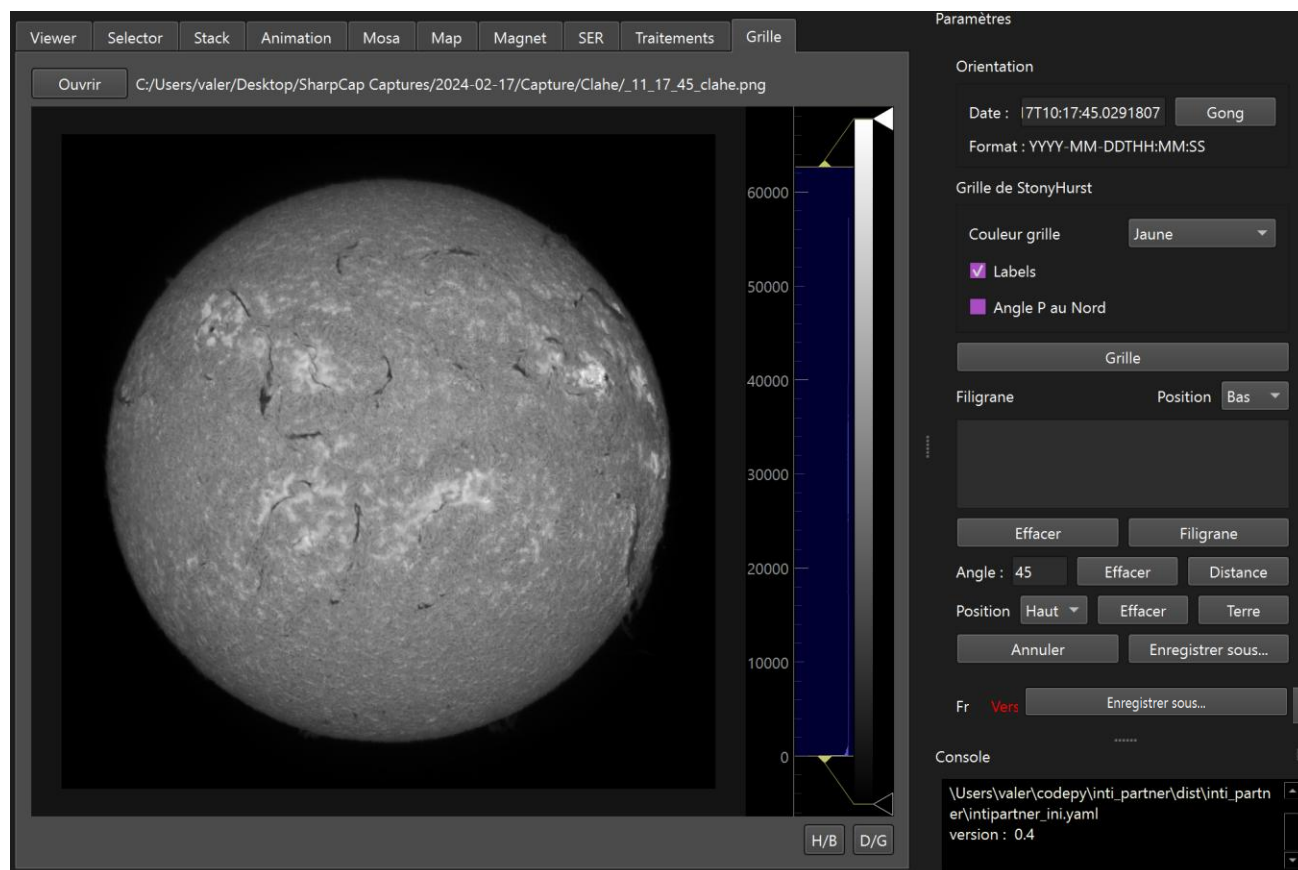 Viewer Selector Stack Animation Mosa Map Magnet SER Traitements Grille
Ouvrir C:/Users/valer/Desktop/SharpCap Captures/2024-02-17/Capture/Clahe/_11_17_45_clahe.png
60000
50000
40000
30000
20000
10000
0
H/B D/G
Paramètres
Orientation
Date : 17T10:17:45.0291807 Gong
Format : YYYY-MM-DDTHH:MM:SS
Grille de StonyHurst
Couleur grille Jaune
Labels
Angle P au Nord
Grille
Filigrane Position Bas
Effacer Filigrane
Angle : 45 Effacer Distance
Position Haut Effacer Terre
Annuler Enregistrer sous...
Fr Vers Enregistrer sous...
Console
\Users\valer\codepy\inti_partner\dist\inti_partn
er\intipartner_ini.yaml
version : 0.4